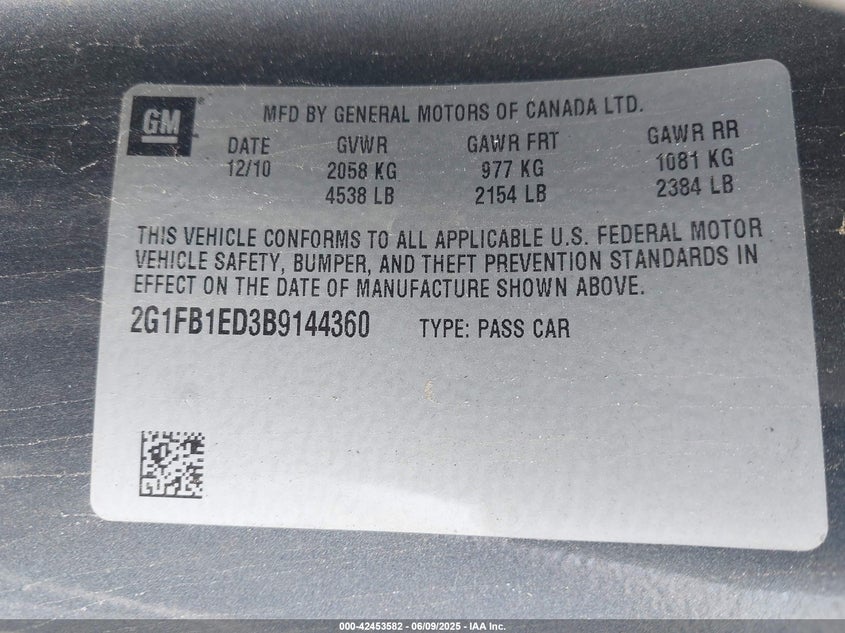 GM
MFD BY GENERAL MOTORS OF CANADA LTD.
DATE GVWR GAWR FRT GAWR RR
12/10 2058 KG 977 KG 1081 KG
4538 LB 2154 LB 2384 LB
THIS VEHICLE CONFORMS TO ALL APPLICABLE U.S. FEDERAL MOTOR
VEHICLE SAFETY, BUMPER, AND THEFT PREVENTION STANDARDS IN
EFFECT ON THE DATE OF MANUFACTURE SHOWN ABOVE.
2G1FB1ED3B9144360 TYPE: PASS CAR
000-42453582 - 06/09/2025 - IAA Inc.